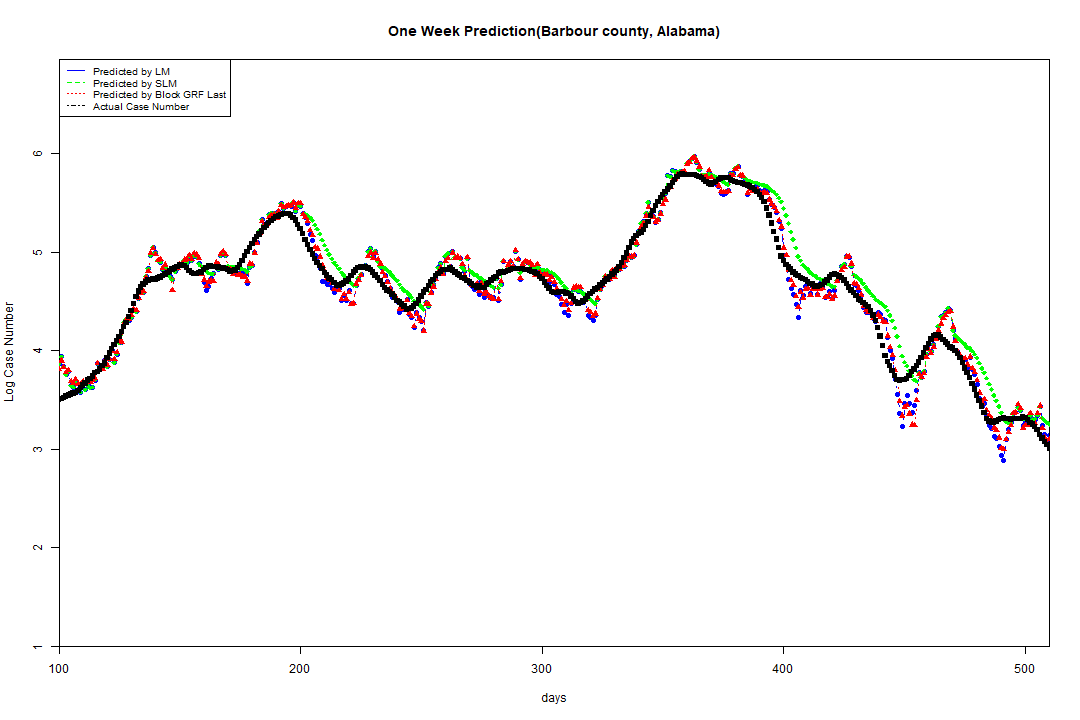 One Week Prediction(Barbour county, Alabama)
Predicted by LM
Predicted by SLM
Predicted by Block GRF Last
Actual Case Number
Log Case Number
6
5
4
3
2
1
100 200 300 400 500
days